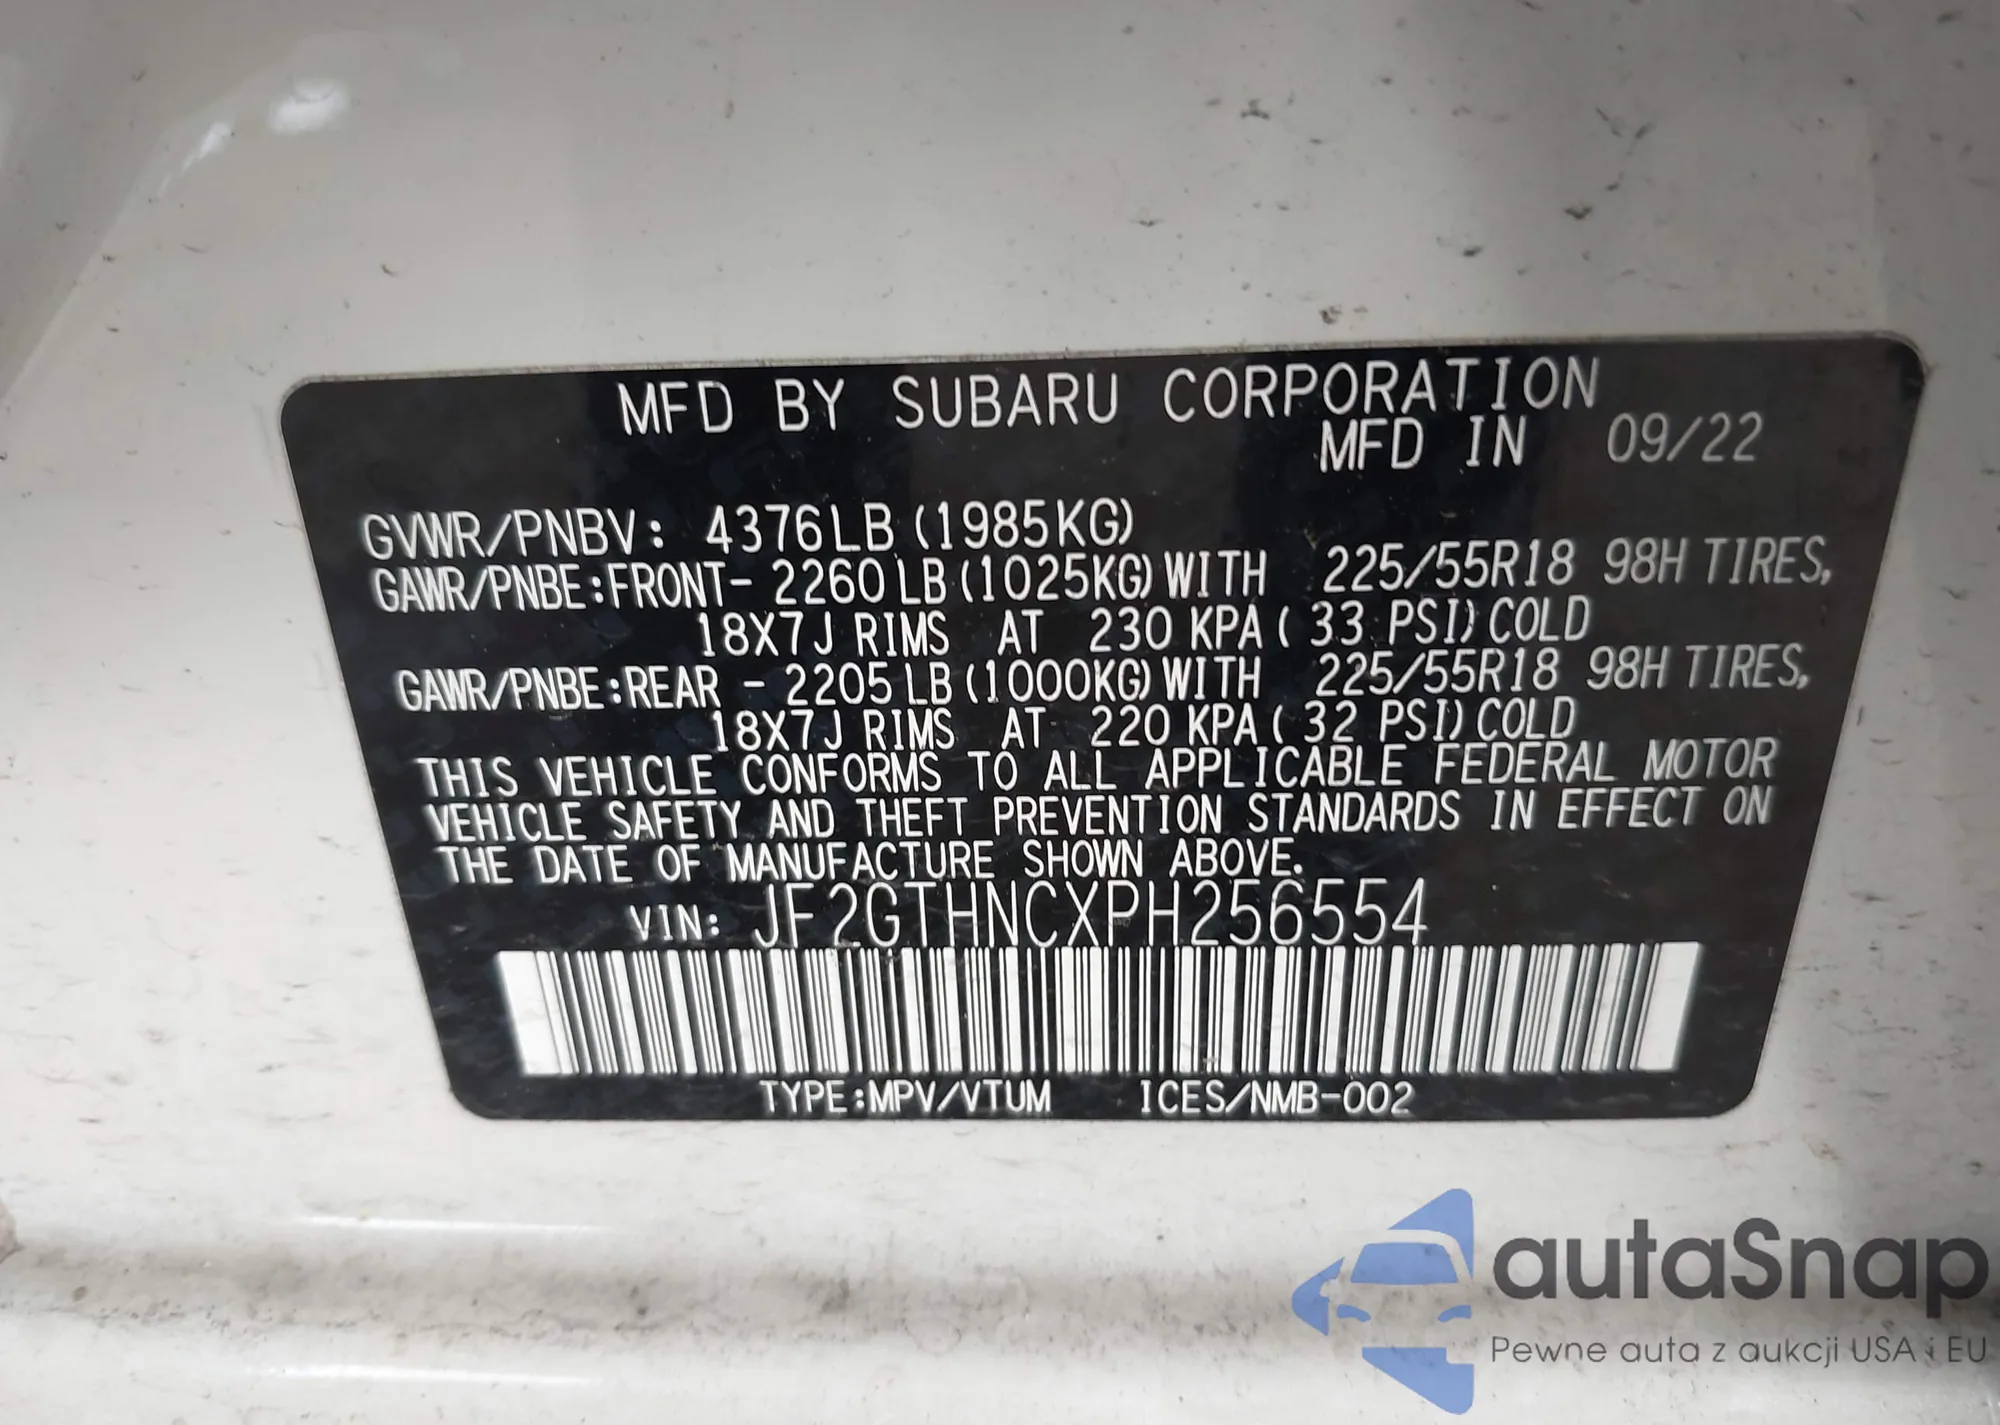 MFD BY SUBARU CORPORATION
MFD IN 09/22
GVWR/PNBV: 4376LB (1985KG)
GAWR/PNBE:FRONT- 2260 LB (1025KG) WITH 225/55R18 98H TIRES,
18X7J RIMS AT 230 KPA ( 33 PSI) COLD
GAWR/PNBE:REAR - 2205 LB (1000KG) WITH 225/55R18 98H TIRES,
18X7J RIMS AT 220 KPA ( 32 PSI) COLD
THIS VEHICLE CONFORMS TO ALL APPLICABLE FEDERAL MOTOR
VEHICLE SAFETY AND THEFT PREVENTION STANDARDS IN EFFECT ON
THE DATE OF MANUFACTURE SHOWN ABOVE.
VIN: JF2GTHNCXPH256554
TYPE:MPV/VTUM ICES/NMB-002
autaSnap
Pewne auta z aukcji USA i EU